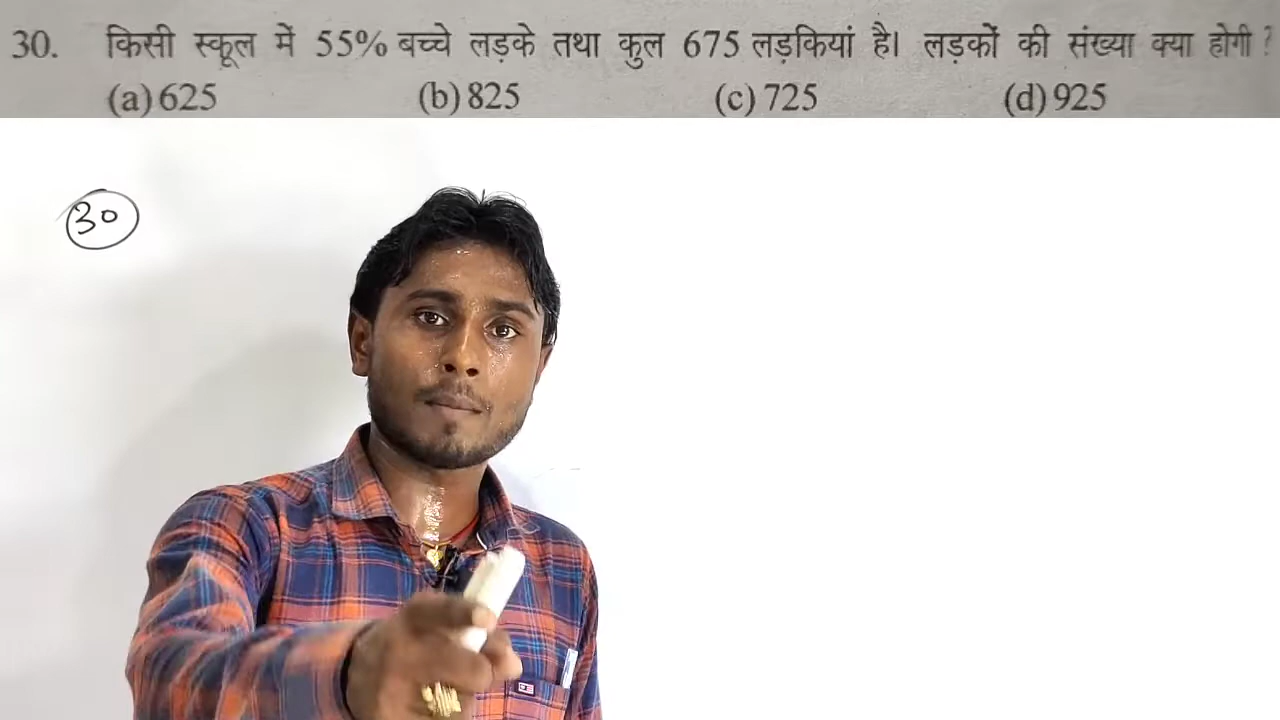 30. किसी स्कूल में 55% बच्चे लड़के तथा कुल 675 लड़कियां है। लड़कों की संख्या क्या होगी ?
(a) 625 (b) 825 (c) 725 (d) 925
30